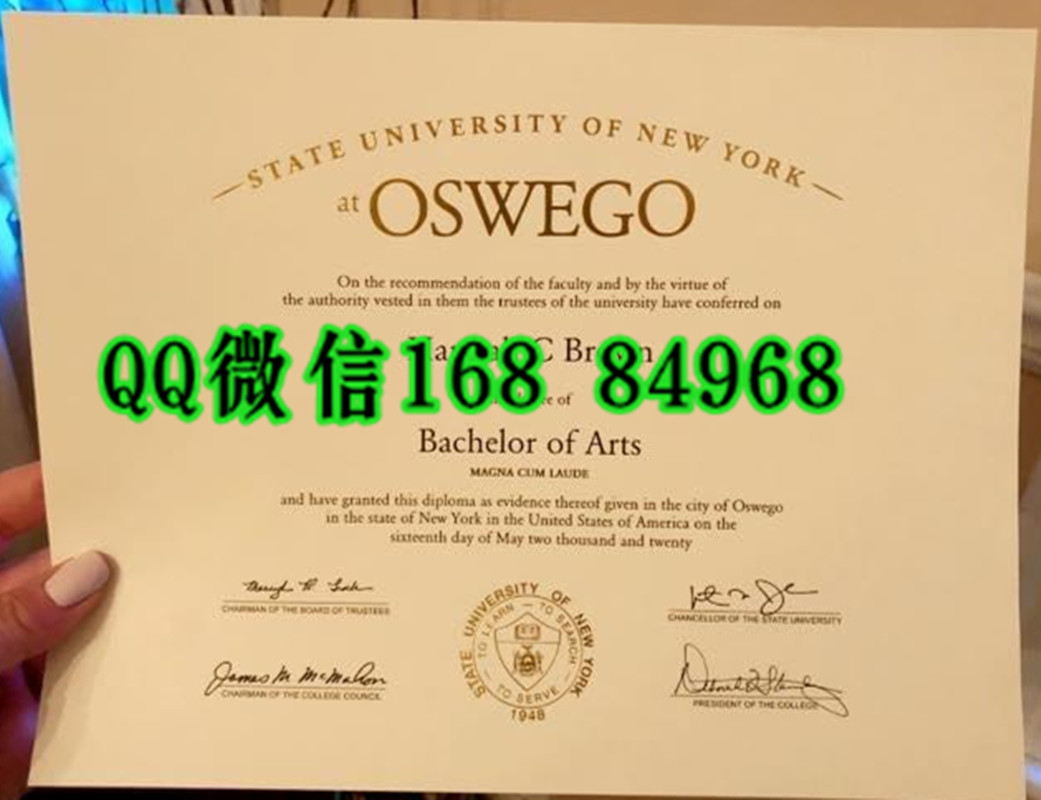 STATE UNIVERSITY OF NEW YORK
at OSWEGO
On the recommendation of the faculty and by the virtue of
the authority vested in them the trustees of the university have conferred on
C
QQ微信168 84968
of
Bachelor of Arts
MAGNA CUM LAUDE
and have granted this diploma as evidence thereof given in the city of Oswego
in the state of New York in the United States of America on the
sixteenth day of May two thousand and twenty
CHAIRMAN OF THE BOARD OF TRUSTEES
CHANCELLOR OF THE STATE UNIVERSITY
James M McMahon
CHAIRMAN OF THE COLLEGE COUNCIL
PRESIDENT OF THE COLLEGE
STATE UNIVERSITY OF NEW YORK
TO LEARN — TO SEARCH
— TO SERVE —
1948